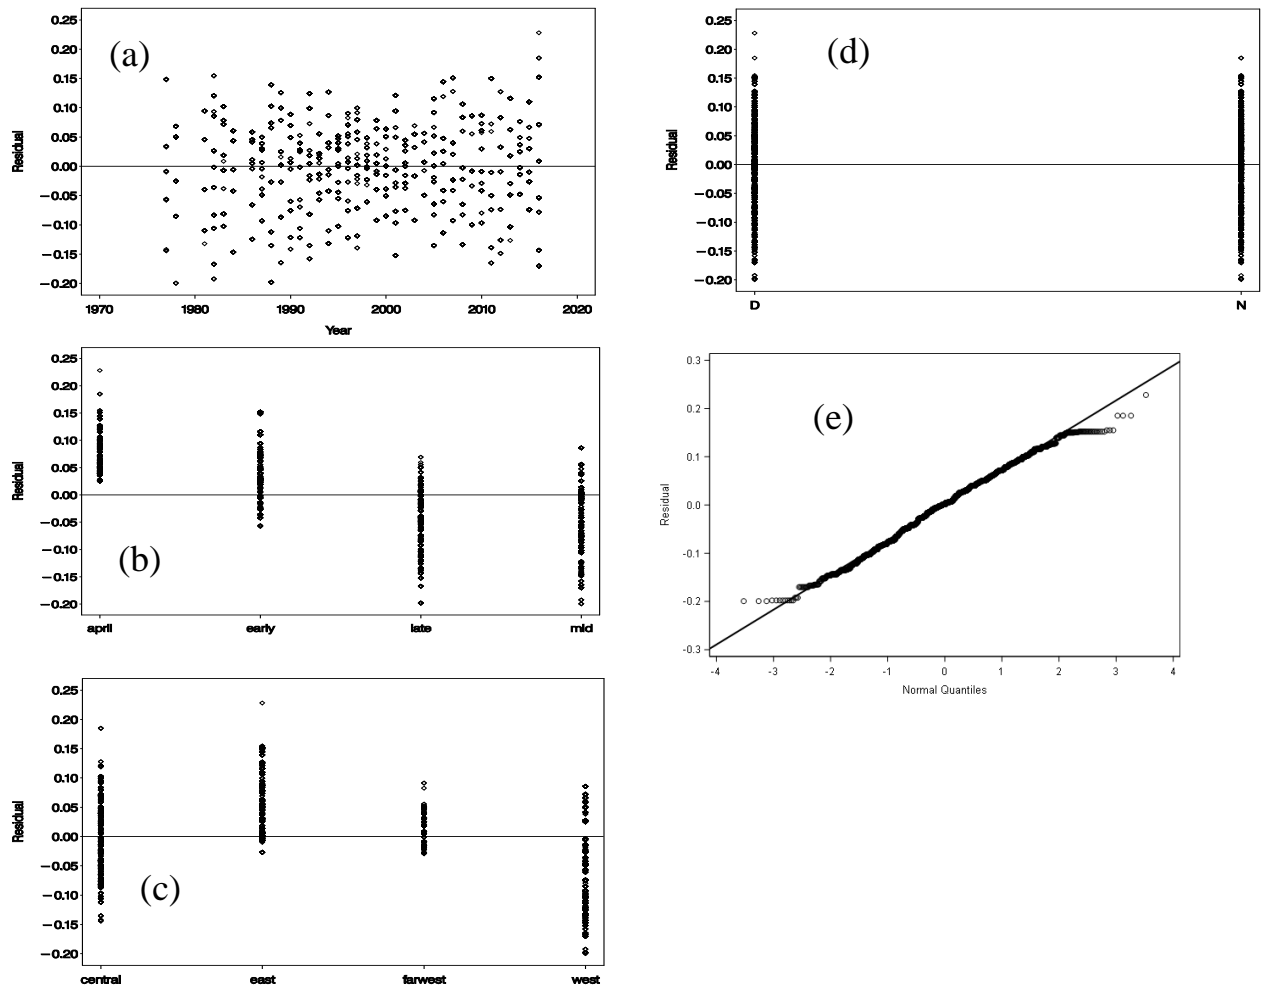 (a)
Residual
0.25
0.20
0.15
0.10
0.05
0.00
−0.05
−0.10
−0.15
−0.20
1970 1980 1990 2000 2010 2020
Year
(b)
Residual
0.25
0.20
0.15
0.10
0.05
0.00
−0.05
−0.10
−0.15
−0.20
april early late mid
(c)
Residual
0.25
0.20
0.15
0.10
0.05
0.00
−0.05
−0.10
−0.15
−0.20
central east farwest west
(d)
Residual
0.25
0.20
0.15
0.10
0.05
0.00
−0.05
−0.10
−0.15
−0.20
D N
(e)
Residual
0.3
0.2
0.1
0.0
-0.1
-0.2
-0.3
-4 -3 -2 -1 0 1 2 3 4
Normal Quantiles